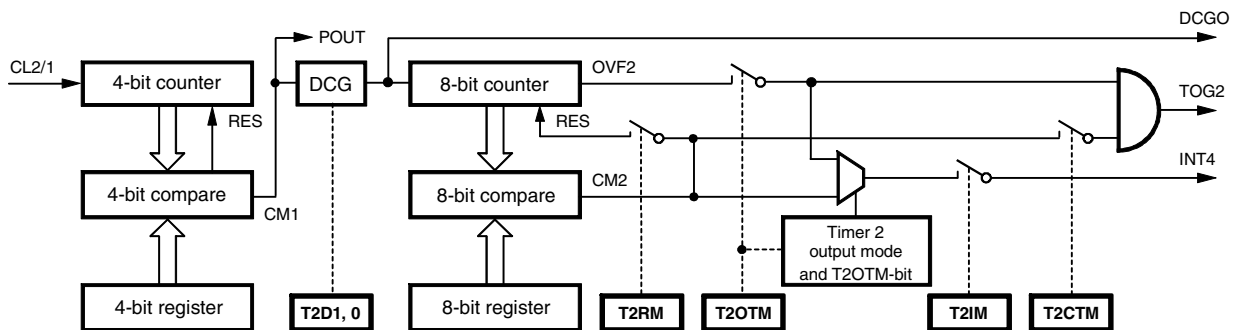 DCGO
POUT
CL2/1
4-bit counter
DCG
8-bit counter
OVF2
TOG2
RES
RES
INT4
4-bit compare
8-bit compare
CM2
CM1
Timer 2
output mode
and T2OTM-bit
4-bit register
T2D1, 0
8-bit register
T2RM
T2OTM
T2IM
T2CTM